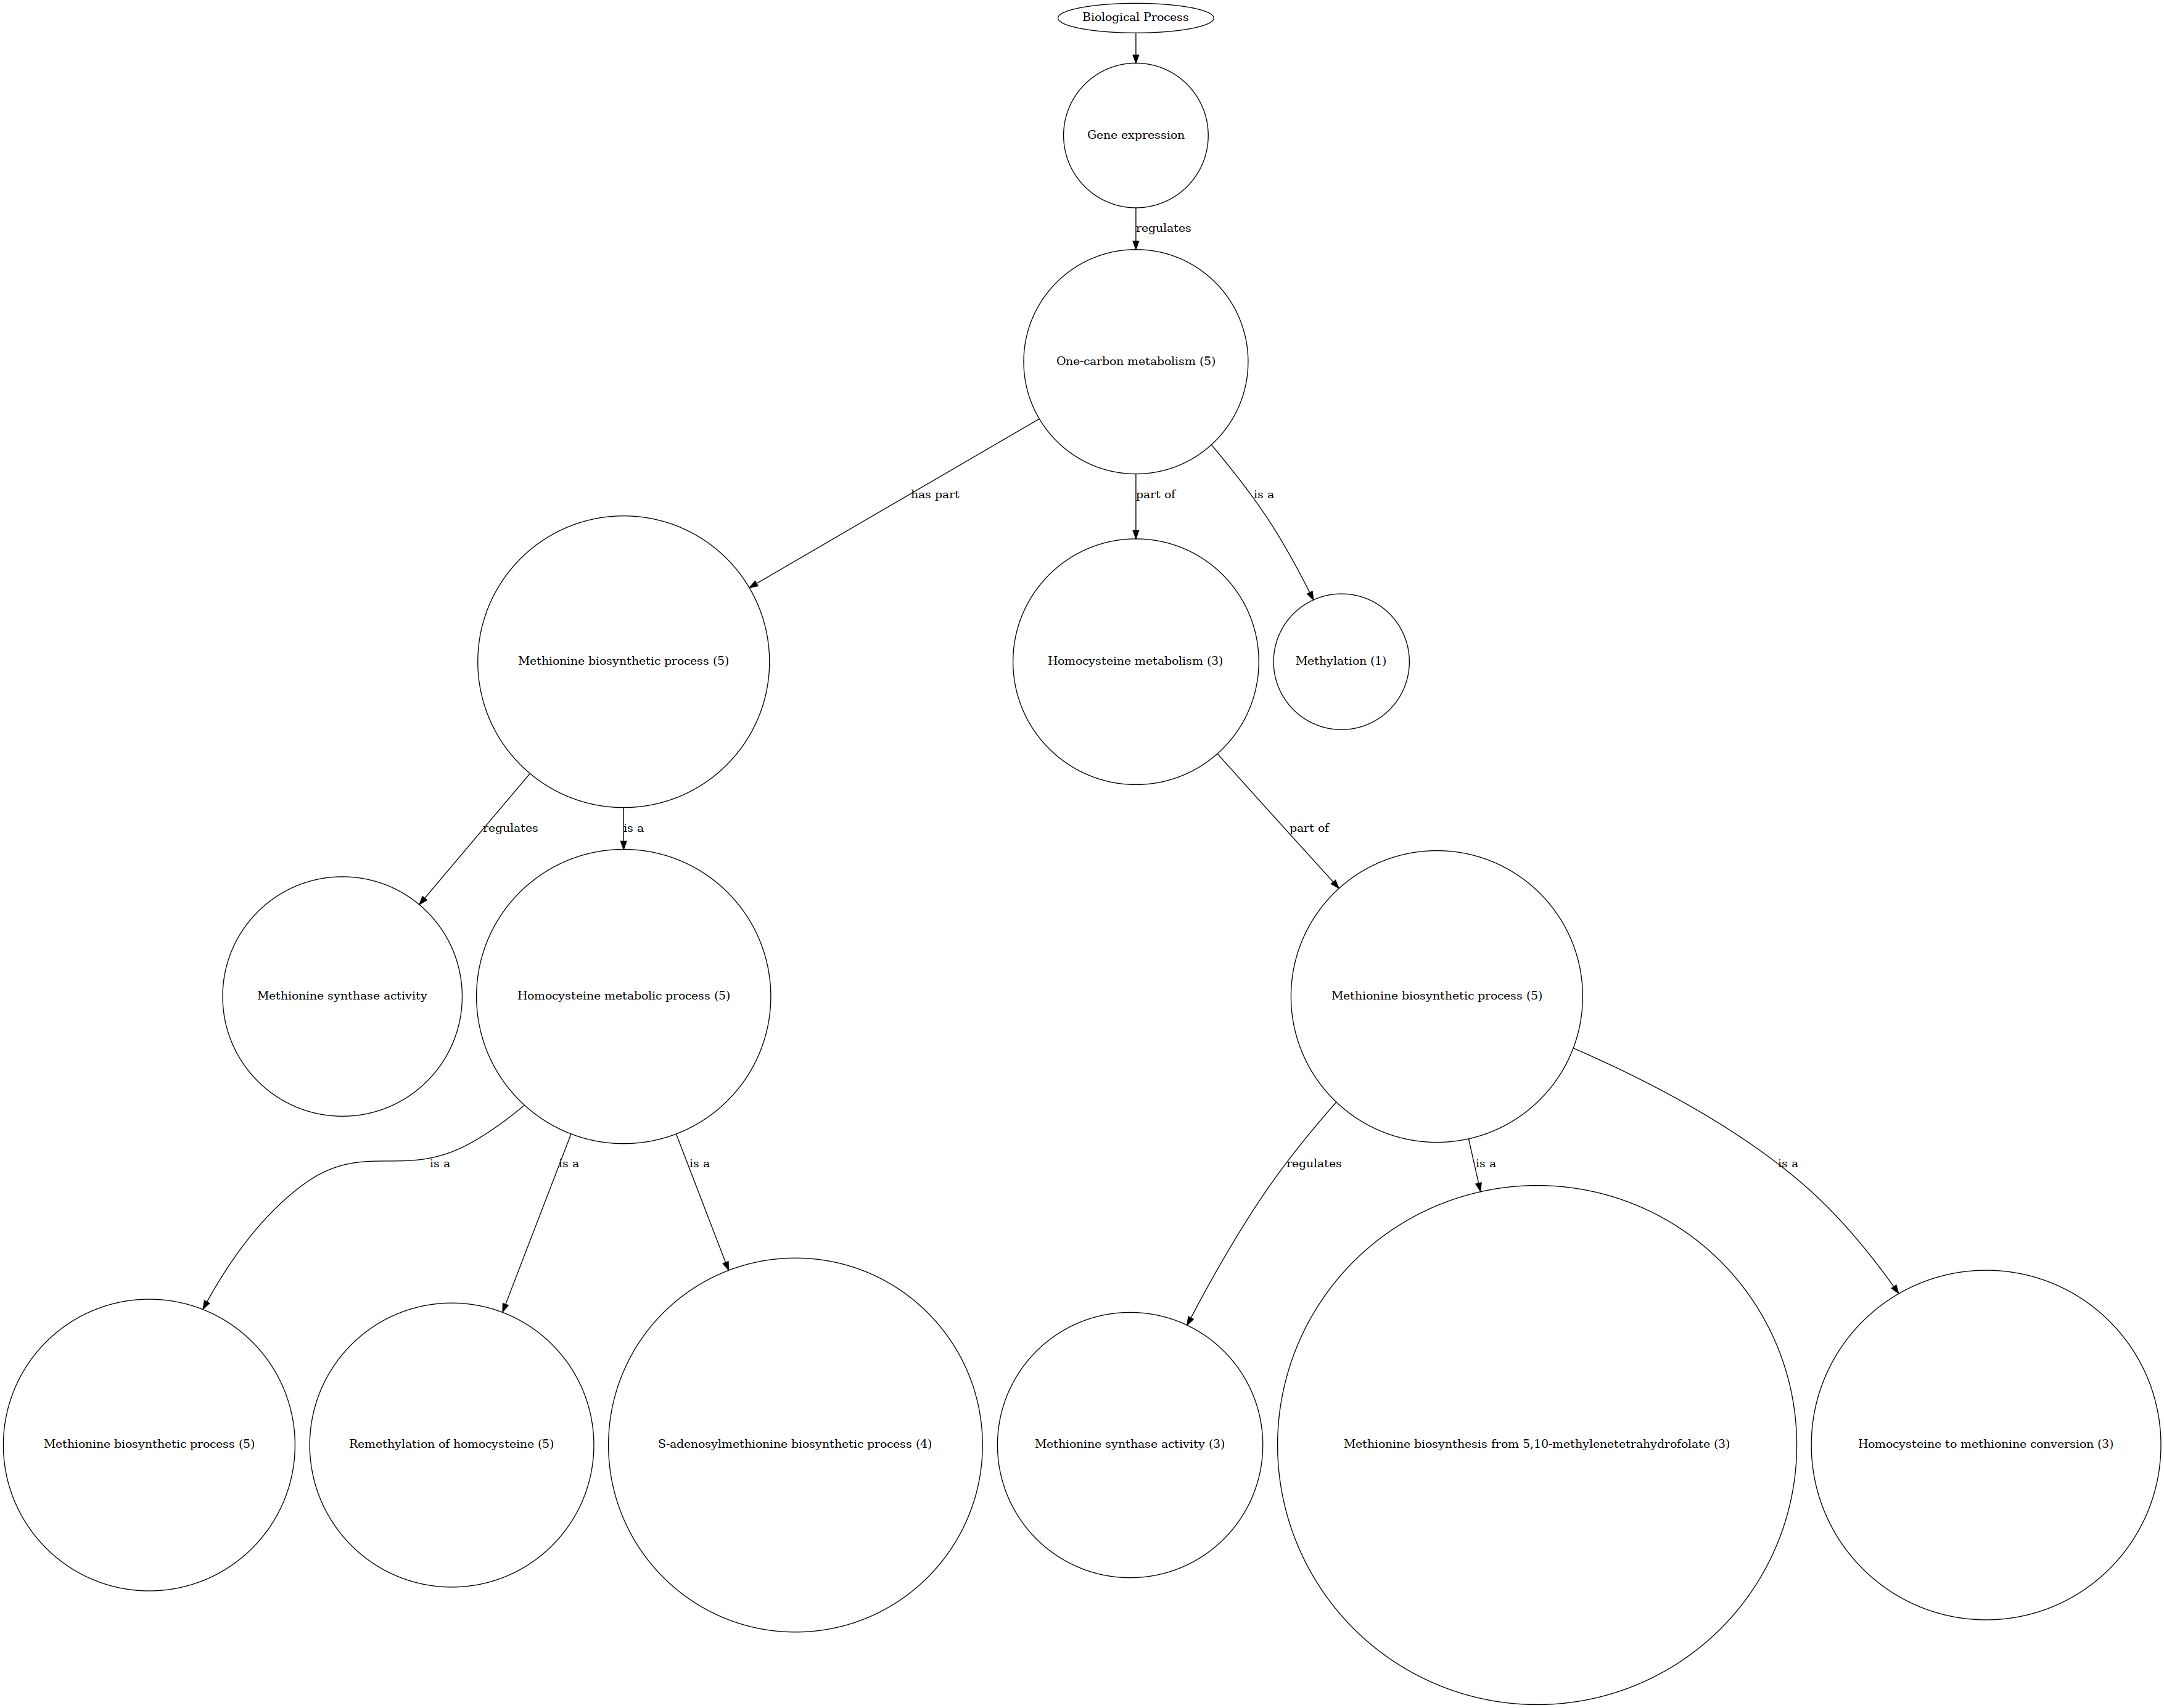 Biological Process
Gene expression
regulates
One-carbon metabolism (5)
has part
part of
is a
Methionine biosynthetic process (5)
Homocysteine metabolism (3)
Methylation (1)
regulates
is a
part of
Methionine synthase activity
Homocysteine metabolic process (5)
Methionine biosynthetic process (5)
is a
is a
is a
regulates
is a
is a
Methionine biosynthetic process (5)
Remethylation of homocysteine (5)
S-adenosylmethionine biosynthetic process (4)
Methionine synthase activity (3)
Methionine biosynthesis from 5,10-methylenetetrahydrofolate (3)
Homocysteine to methionine conversion (3)